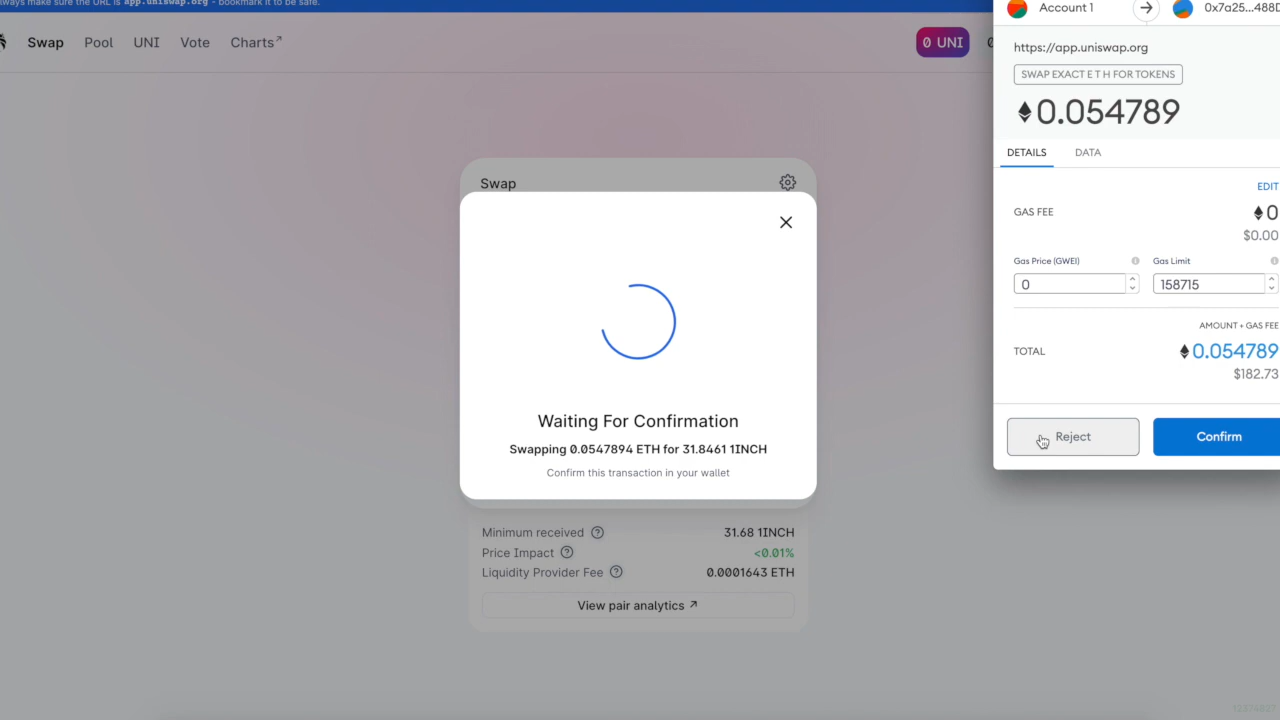 always make sure the URL is app.uniswap.org - bookmark it to be safe.
Swap Pool UNI Vote Charts↗
0 UNI
Swap
Waiting For Confirmation
Swapping 0.0547894 ETH for 31.8461 1INCH
Confirm this transaction in your wallet
Minimum received 31.68 1INCH
Price Impact <0.01%
Liquidity Provider Fee 0.0001643 ETH
View pair analytics ↗
Account 1 0x7a25...488D
https://app.uniswap.org
SWAP EXACT E T H FOR TOKENS
0.054789
DETAILS DATA
EDIT
GAS FEE 0
$0.00
Gas Price (GWEI) Gas Limit
0 158715
AMOUNT + GAS FEE
TOTAL 0.054789
$182.73
Reject Confirm